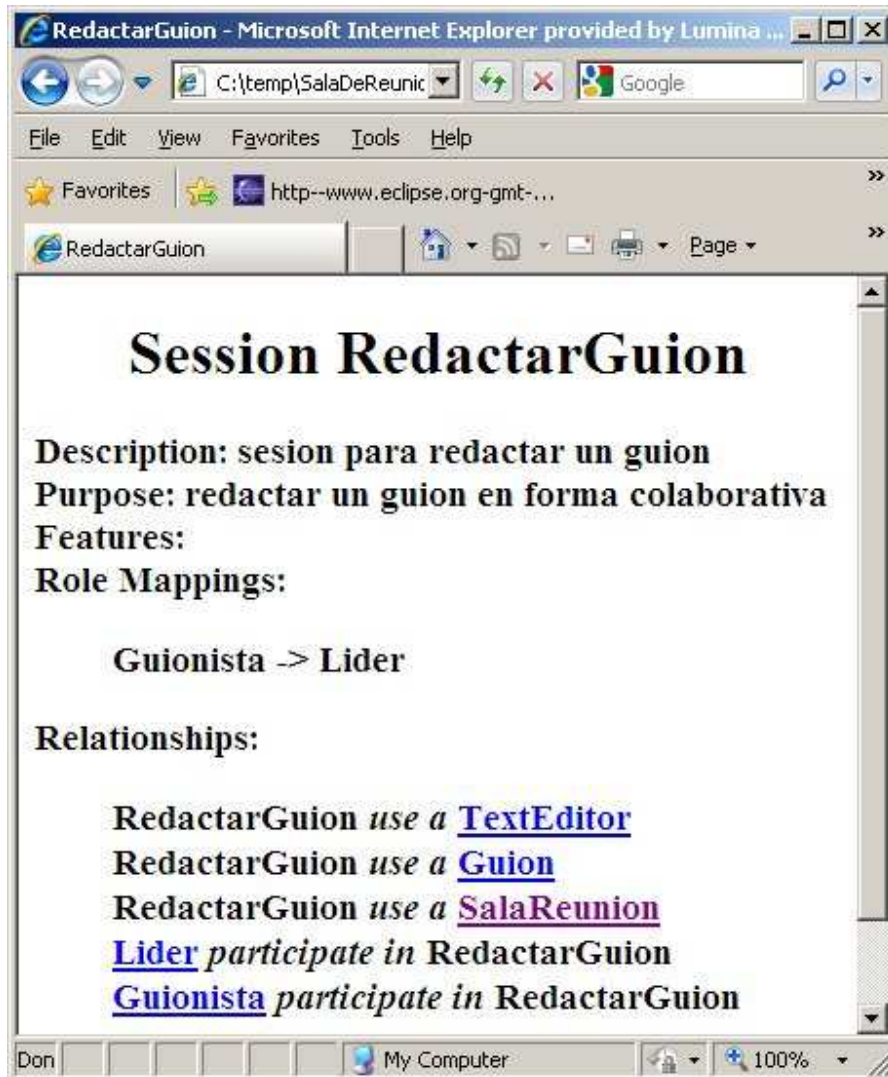 RedactarGuion - Microsoft Internet Explorer provided by Lumina ...
C:\temp\SalaDeReunic
Google
File Edit View Favorites Tools Help
Favorites http--www.eclipse.org-gmt-...
RedactarGuion Page
Session RedactarGuion
Description: sesion para redactar un guion
Purpose: redactar un guion en forma colaborativa
Features:
Role Mappings:
Guionista -> Lider
Relationships:
RedactarGuion use a TextEditor
RedactarGuion use a Guion
RedactarGuion use a SalaReunion
Lider participate in RedactarGuion
Guionista participate in RedactarGuion
Don My Computer 100%